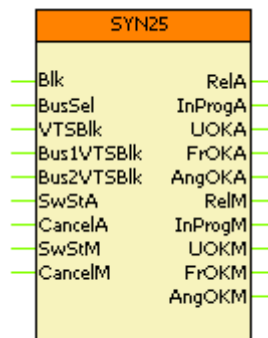 SYN25
Blk RelA
BusSel InProgA
VTSBlk UOKA
Bus1VTSBlk FrOKA
Bus2VTSBlk AngOKA
SwStA RelM
CancelA InProgM
SwStM UOKM
CancelM FrOKM
AngOKM